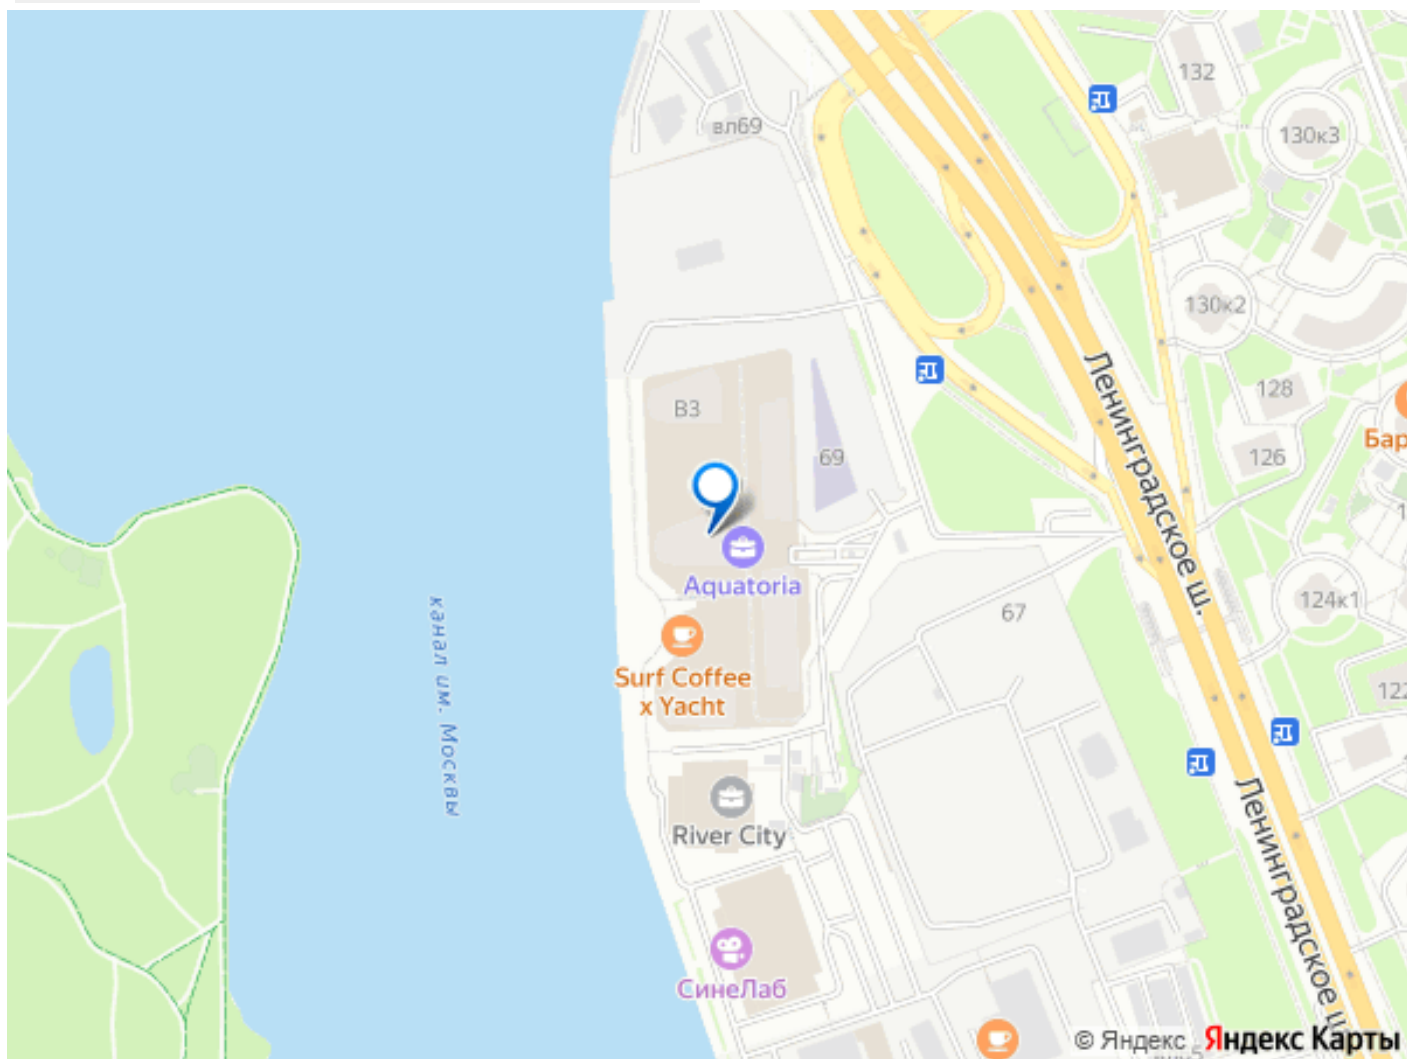 132
вл69
130к3
130к2
Ленинградское ш.
128
В3
Бар
126
69
Aquatoria
124к1
67
канал им. Москвы
Surf Coffee
x Yacht
122
River City
Ленинградское ш
СинеЛаб
© Яндекс Яндекс Карты